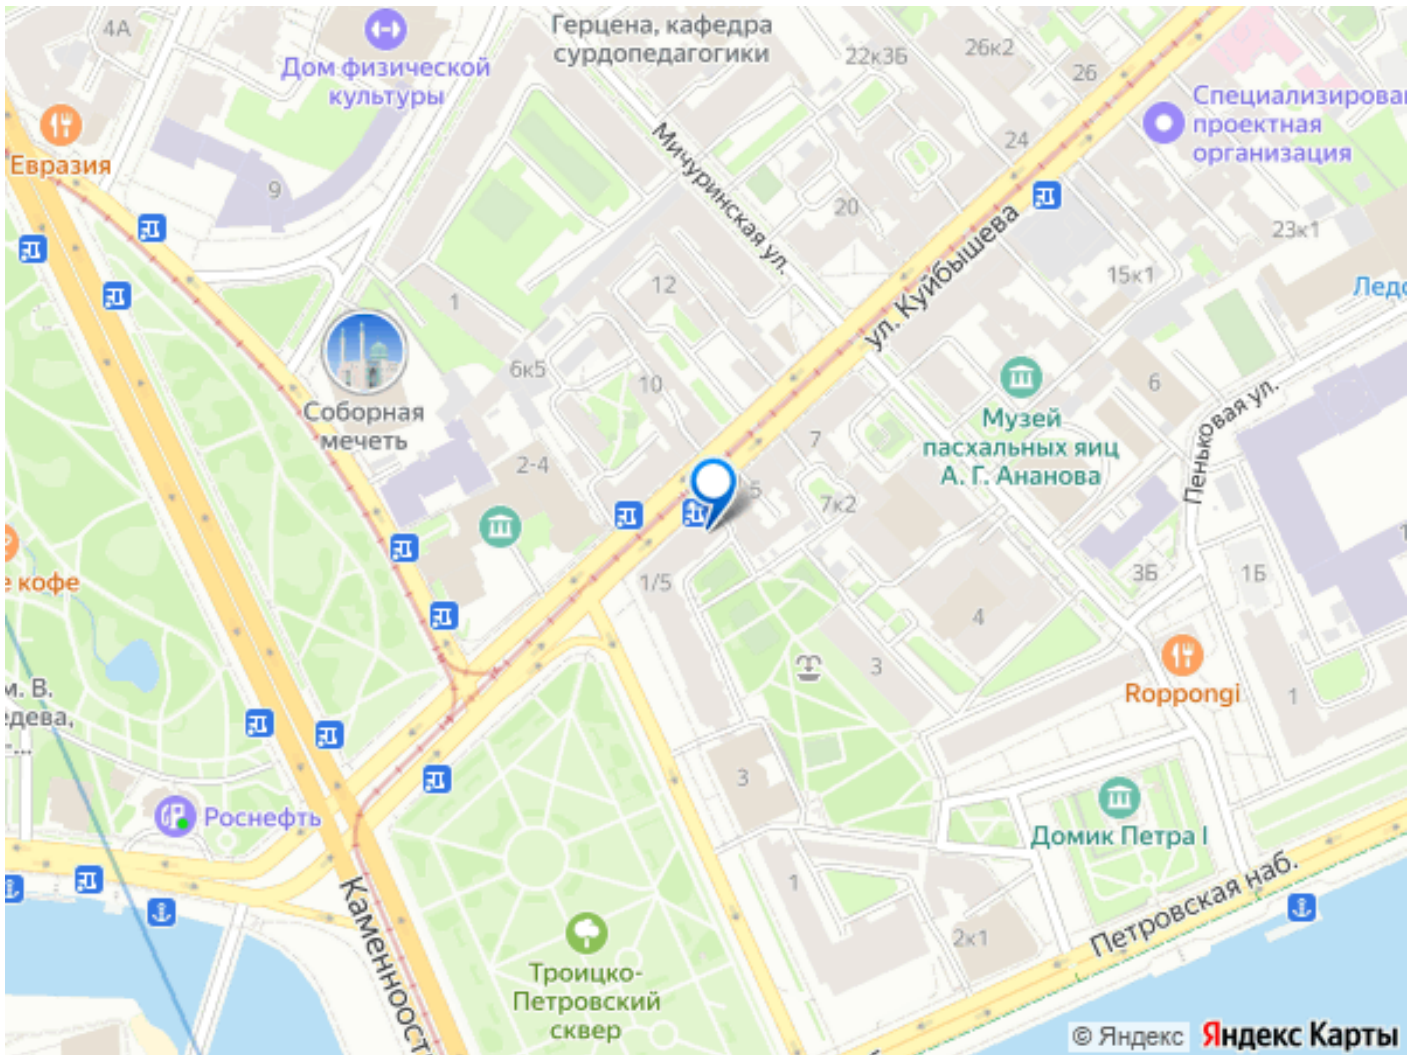 4А
Дом физической
культуры
Герцена, кафедра
сурдопедагогики
22к3Б
26к2
26
Специализирова
проектная
организация
Евразия
9
Мичуринская ул.
24
20
ул. Куйбышева
23к1
15к1
Ледо
12
1
6к5
10
Соборная
мечеть
Музей
пасхальных яиц
А. Г. Ананова
6
Пеньковая ул.
7
2-4
5
7к2
е кофе
1/5
3Б
1Б
1
4
3
Roppongi
1
м. В.
едева,
-...
3
Роснефть
Домик Петра I
Каменноост
1
2к1
Петровская наб.
Троицко-
Петровский
сквер
© Яндекс Яндекс Карты